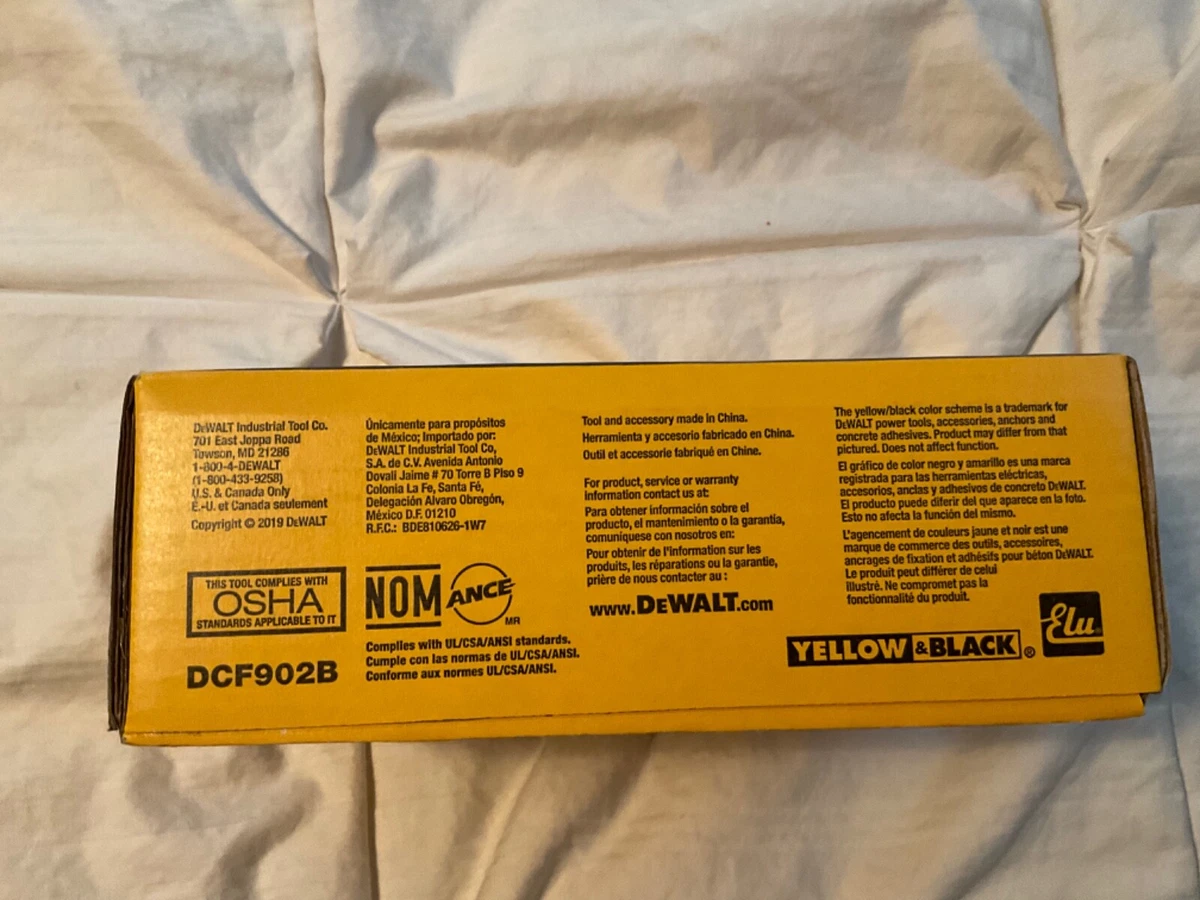 DEWALT Industrial Tool Co.
701 East Joppa Road
Towson, MD 21286
1-800-4-DEWALT
(1-800-433-9258)
U.S. & Canada Only
É.-U. et Canada seulement
Copyright © 2019 DEWALT
THIS TOOL COMPLIES WITH
OSHA
STANDARDS APPLICABLE TO IT
DCF902B
Únicamente para propósitos
de México; Importado por:
DEWALT Industrial Tool Co,
S.A. de C.V. Avenida Antonio
Dovali Jaime # 70 Torre B Piso 9
Colonia La Fe, Santa Fé,
Delegación Alvaro Obregón,
México D.F. 01210
R.F.C.: BDE810626-1W7
NOM ANCE MR
Complies with UL/CSA/ANSI standards.
Cumple con las normas de UL/CSA/ANSI.
Conforme aux normes UL/CSA/ANSI.
Tool and accessory made in China.
Herramienta y accesorio fabricado en China.
Outil et accessorie fabriqué en Chine.
For product, service or warranty
information contact us at:
Para obtener información sobre el
producto, el mantenimiento o la garantía,
comuníquese con nosotros en:
Pour obtenir de l'information sur les
produits, les réparations ou la garantie,
prière de nous contacter au :
www.DEWALT.com
The yellow/black color scheme is a trademark for
DEWALT power tools, accessories, anchors and
concrete adhesives. Product may differ from that
pictured. Does not affect function.
El gráfico de color negro y amarillo es una marca
registrada para las herramientas eléctricas,
accesorios, anclas y adhesivos de concreto DEWALT.
El producto puede diferir del que aparece en la foto.
Esto no afecta la función del mismo.
L'agencement de couleurs jaune et noir est une
marque de commerce des outils, accessoires,
ancrages de fixation et adhésifs pour béton DEWALT.
Le produit peut différer de celui
illustré. Ne compromet pas la
fonctionnalité du produit.
YELLOW & BLACK ®
Elu ®